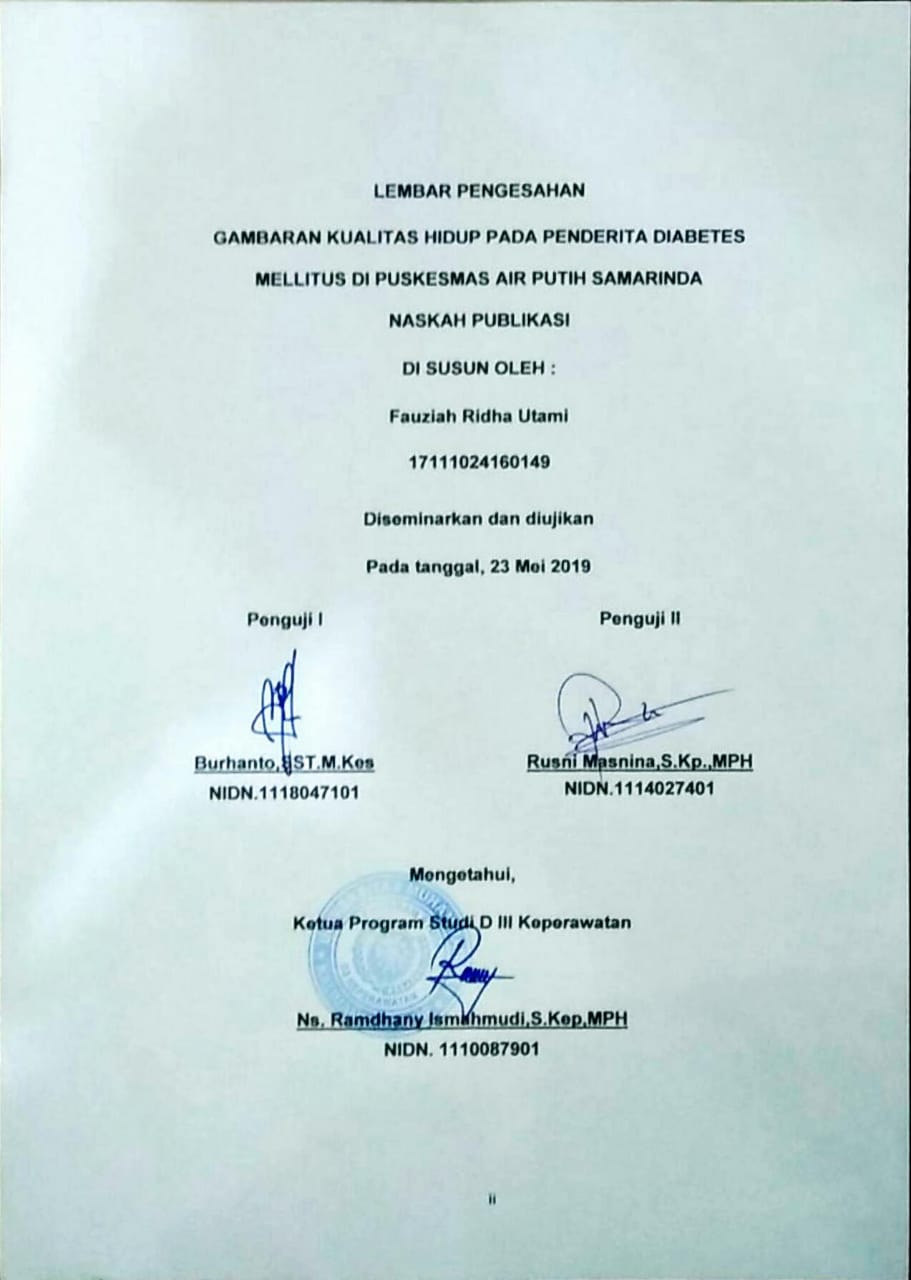 LEMBAR PENGESAHAN
GAMBARAN KUALITAS HIDUP PADA PENDERITA DIABETES
MELLITUS DI PUSKESMAS AIR PUTIH SAMARINDA
NASKAH PUBLIKASI
DI SUSUN OLEH :
Fauziah Ridha Utami
17111024160149
Diseminarkan dan diujikan
Pada tanggal, 23 Mei 2019
Penguji I
Penguji II
Burhanto,SST.M.Kes
Rusni Masnina,S.Kp.,MPH
NIDN.1118047101
NIDN.1114027401
Mengetahui,
Ketua Program Studi D III Keperawatan
Ns. Ramdhany Ismahmudi,S.Kep,MPH
NIDN. 1110087901
ii